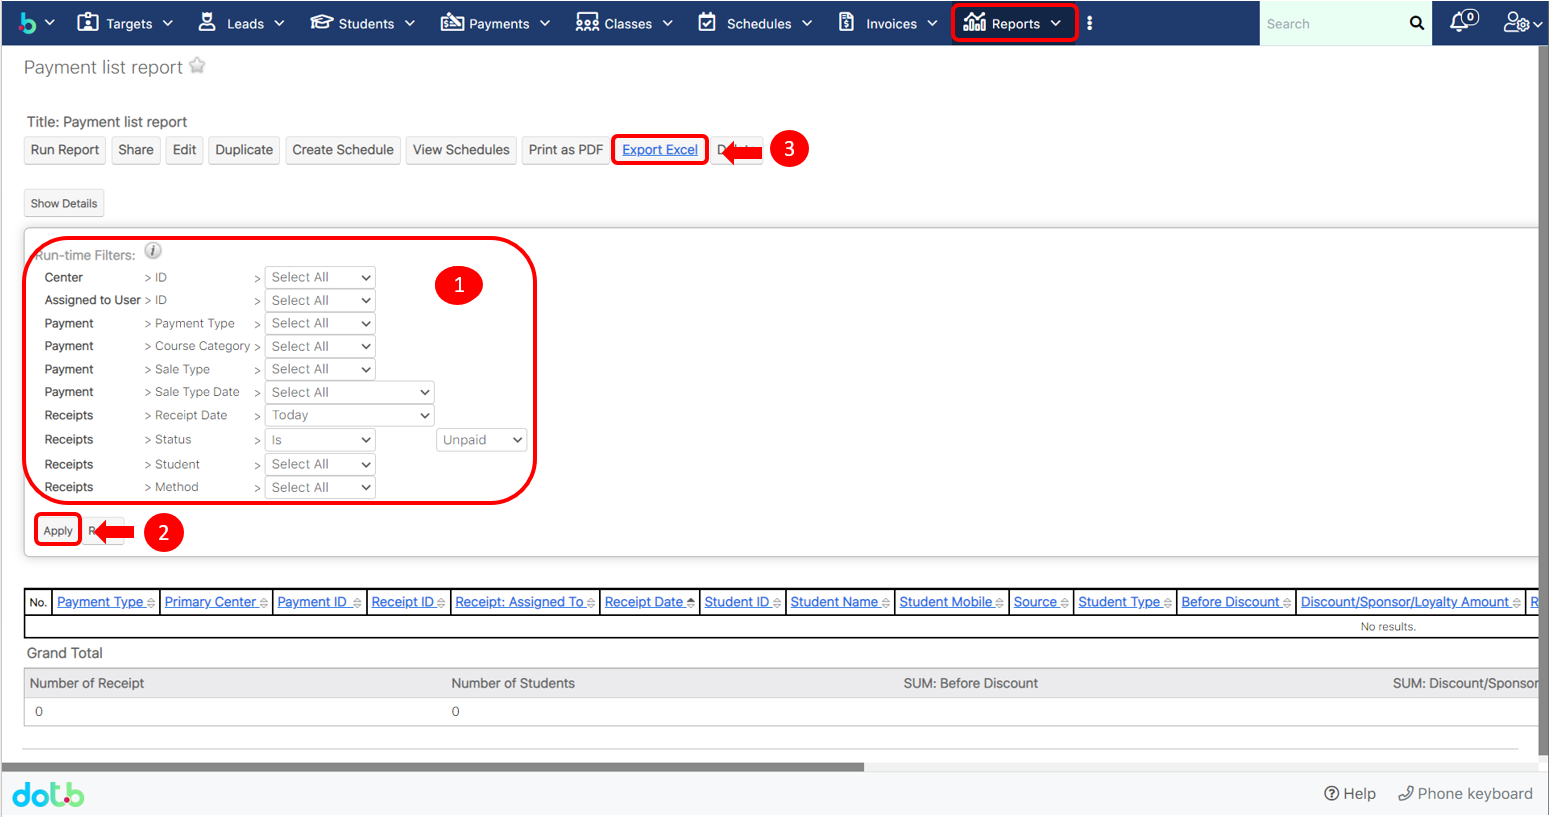 b Targets Leads Students Payments Classes Schedules Invoices Reports Search 0
Payment list report
Title: Payment list report
Run Report Share Edit Duplicate Create Schedule View Schedules Print as PDF Export Excel 3
Show Details
Run-time Filters: i
1
Center > ID > Select All
Assigned to User > ID > Select All
Payment > Payment Type > Select All
Payment > Course Category > Select All
Payment > Sale Type > Select All
Payment > Sale Type Date > Select All
Receipts > Receipt Date > Today
Receipts > Status > Is Unpaid
Receipts > Student > Select All
Receipts > Method > Select All
Apply 2
No. Payment Type Primary Center Payment ID Receipt ID Receipt: Assigned To Receipt Date Student ID Student Name Student Mobile Source Student Type Before Discount Discount/Sponsor/Loyalty Amount R
No results.
Grand Total
Number of Receipt Number of Students SUM: Before Discount SUM: Discount/Sponsor
0 0
dotb Help Phone keyboard